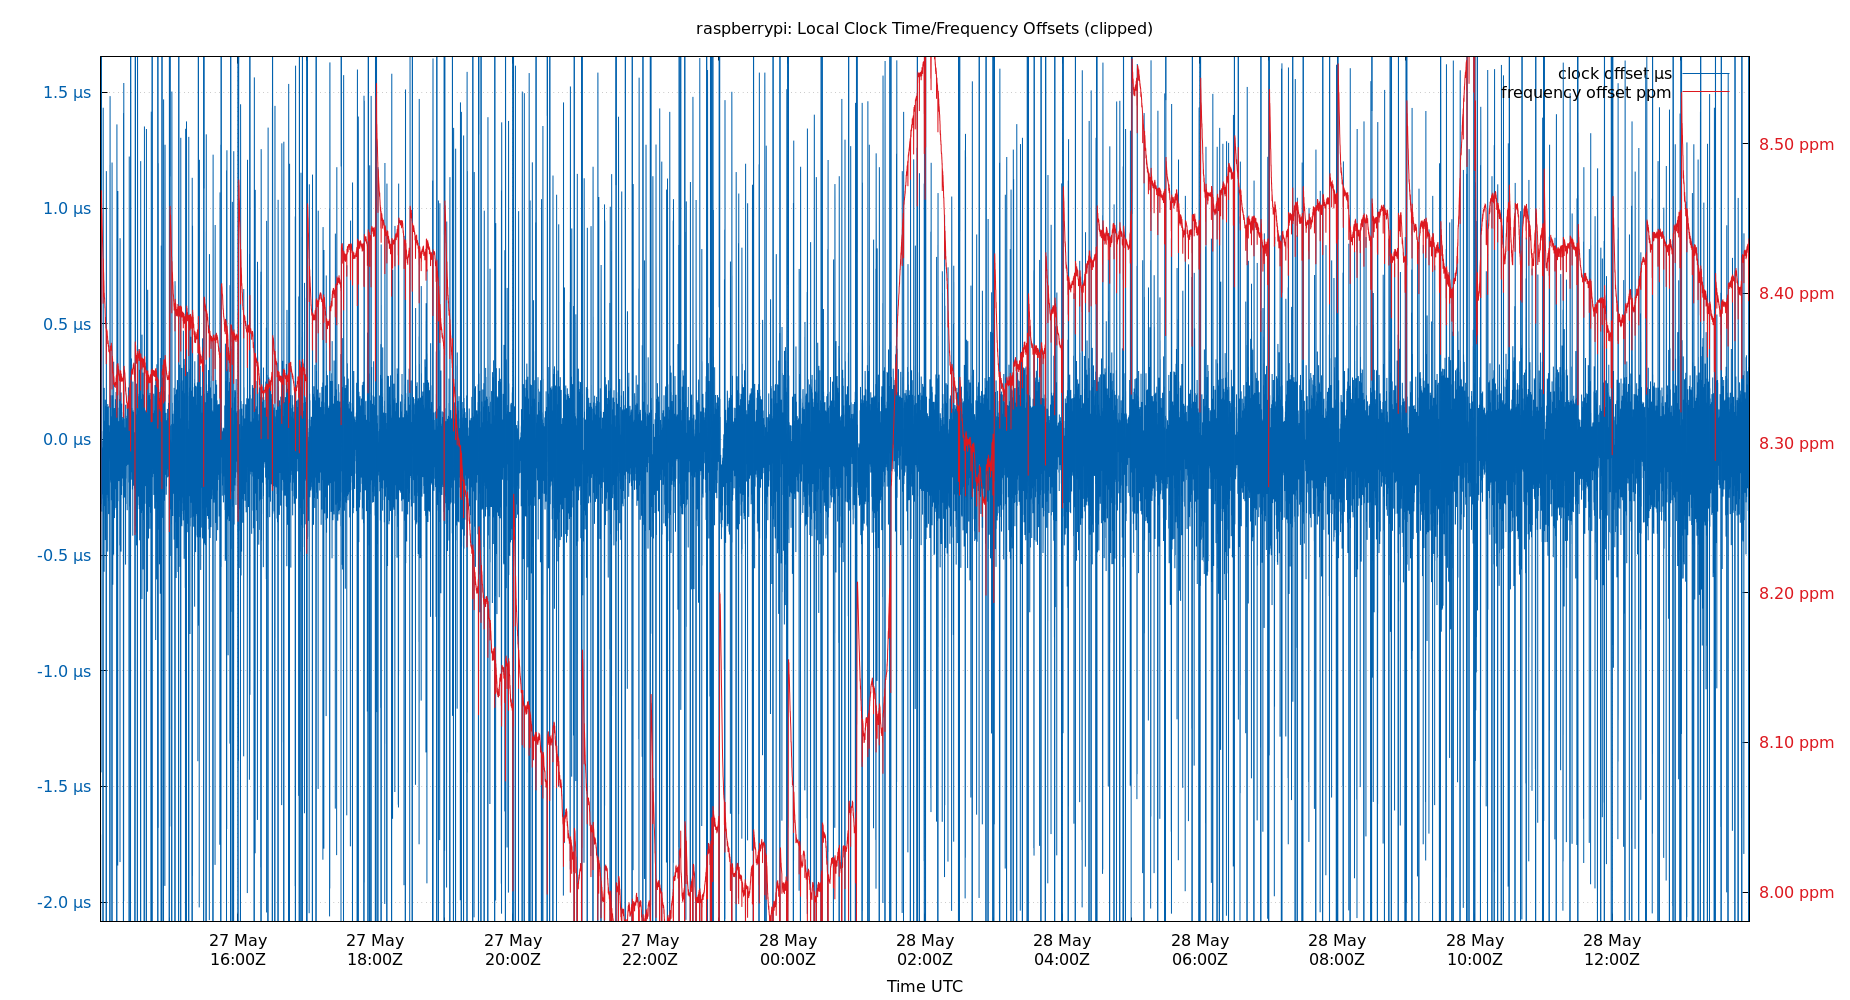 raspberrypi: Local Clock Time/Frequency Offsets (clipped)
clock offset µs
frequency offset ppm
1.5 µs
1.0 µs
0.5 µs
0.0 µs
-0.5 µs
-1.0 µs
-1.5 µs
-2.0 µs
8.50 ppm
8.40 ppm
8.30 ppm
8.20 ppm
8.10 ppm
8.00 ppm
27 May 27 May 27 May 27 May 28 May 28 May 28 May 28 May 28 May 28 May 28 May
16:00Z 18:00Z 20:00Z 22:00Z 00:00Z 02:00Z 04:00Z 06:00Z 08:00Z 10:00Z 12:00Z
Time UTC